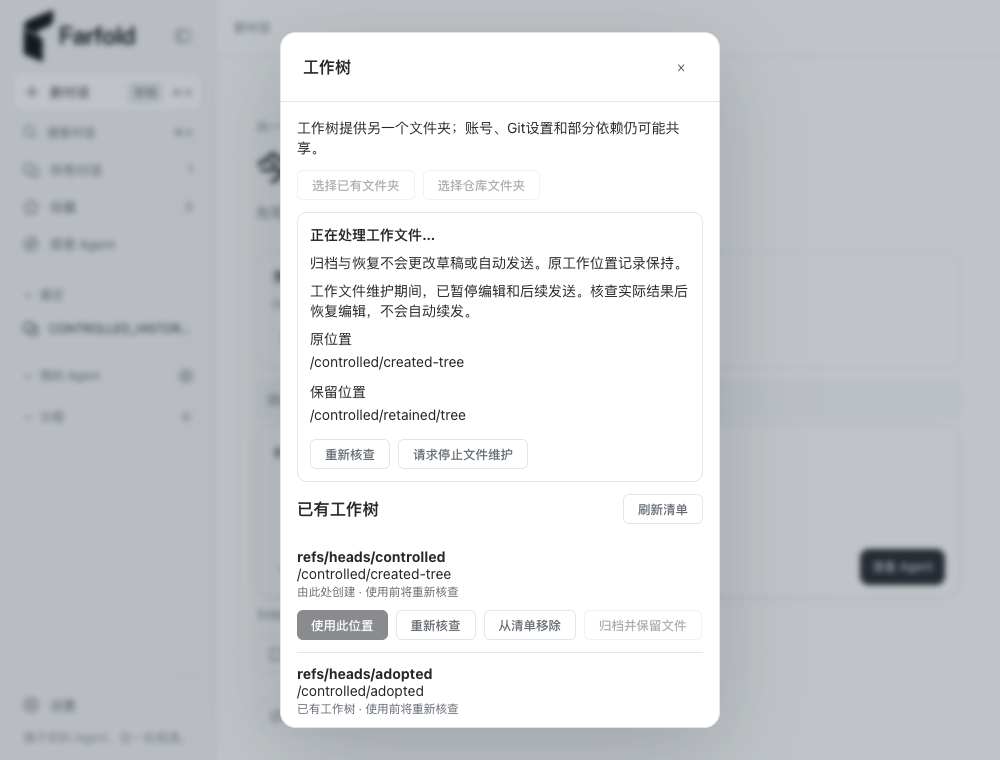 Farfold
工作树
×
工作树提供另一个文件夹；账号、Git设置和部分依赖仍可能共
享。
选择已有文件夹
选择仓库文件夹
正在处理工作文件…
归档与恢复不会更改草稿或自动发送。原工作位置记录保持。
工作文件维护期间，已暂停编辑和后续发送。核查实际结果后
恢复编辑，不会自动续发。
原位置
/controlled/created-tree
保留位置
/controlled/retained/tree
重新核查
请求停止文件维护
已有工作树
刷新清单
refs/heads/controlled
/controlled/created-tree
由此处创建 · 使用前将重新核查
使用此位置
重新核查
从清单移除
归档并保留文件
refs/heads/adopted
/controlled/adopted
已有工作树 · 使用前将重新核查
CONTROLLED_HISTOR...